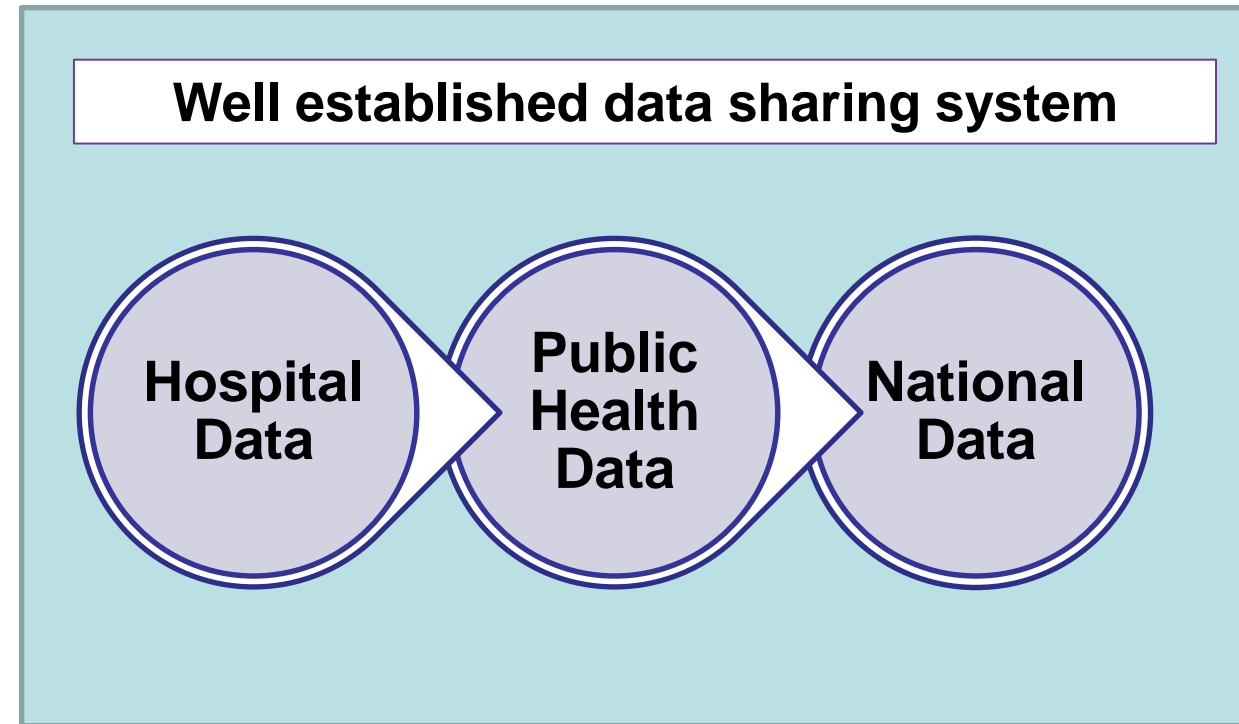 Well established data sharing system
Hospital
Data
Public
Health
Data
National
Data